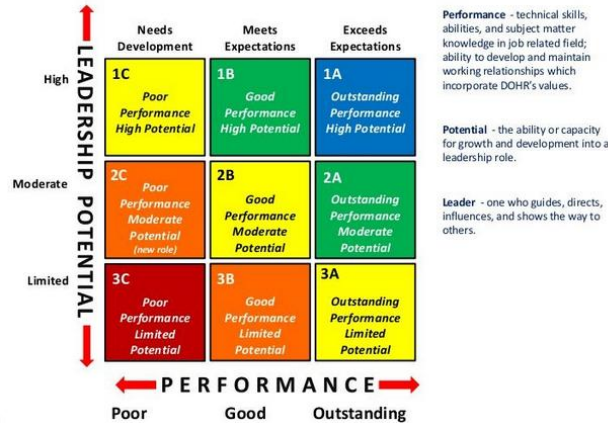 Needs
Development
Meets
Expectations
Exceeds
Expectations
LEADERSHIP POTENTIAL
High
1C
Poor
Performance
High Potential
1B
Good
Performance
High Potential
1A
Outstanding
Performance
High Potential
Moderate
2C
Poor
Performance
Moderate
Potential
(new role)
2B
Good
Performance
Moderate
Potential
2A
Outstanding
Performance
Moderate
Potential
Limited
3C
Poor
Performance
Limited
Potential
3B
Good
Performance
Limited
Potential
3A
Outstanding
Performance
Limited
Potential
PERFORMANCE
Poor
Good
Outstanding
Performance - technical skills,
abilities, and subject matter
knowledge in job related field;
ability to develop and maintain
working relationships which
incorporate DOHR's values.
Potential - the ability or capacity
for growth and development into a
leadership role.
Leader - one who guides, directs,
influences, and shows the way to
others.